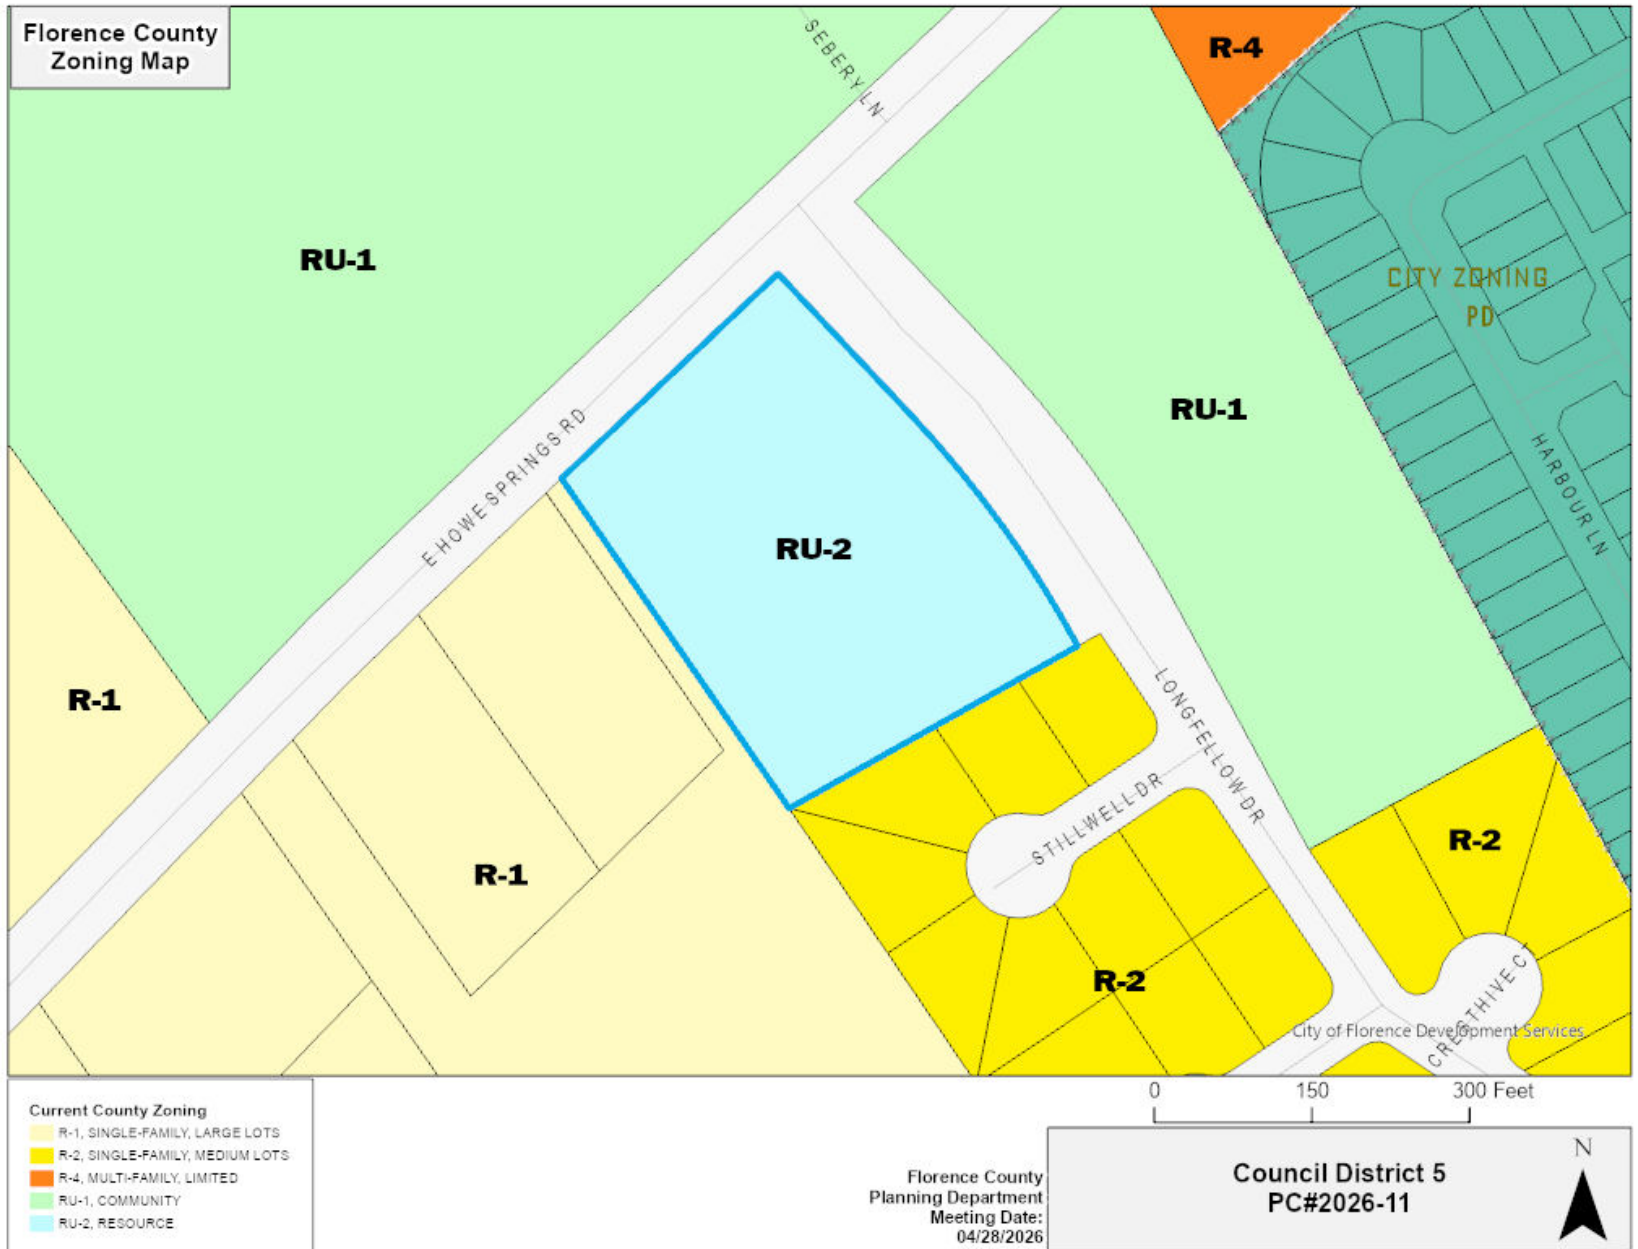 Florence County
Zoning Map
SEBERY LN
R-4
RU-1
CITY ZONING
PD
RU-1
E HOWE SPRINGS RD
HARBOUR LN
RU-2
R-1
LONGFELLOW DR
STILLWELL DR
R-2
R-1
R-2
CRESTHIVE CT
City of Florence Development Services
0 150 300 Feet
Current County Zoning
R-1, SINGLE-FAMILY, LARGE LOTS
R-2, SINGLE-FAMILY, MEDIUM LOTS
R-4, MULTI-FAMILY, LIMITED
RU-1, COMMUNITY
RU-2, RESOURCE
Florence County
Planning Department
Meeting Date:
04/28/2026
Council District 5
PC#2026-11
N